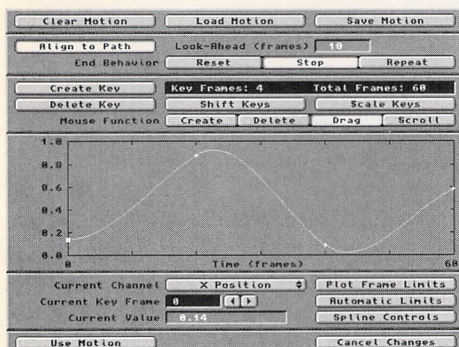 Clear Motion Load Motion Save Motion
Align to Path Look-Ahead (frames) 10
End Behavior Reset Stop Repeat
Create Key Key Frames: 4 Total Frames: 60
Delete Key Shift Keys Scale Keys
Mouse Function Create Delete Drag Scroll
1.0
0.8
0.6
0.4
0.2
0.0
0 Time (frames) 60
Current Channel X Position Plot Frame Limits
Current Key Frame 0 Automatic Limits
Current Value 0.14 Spline Controls
Use Motion Cancel Changes